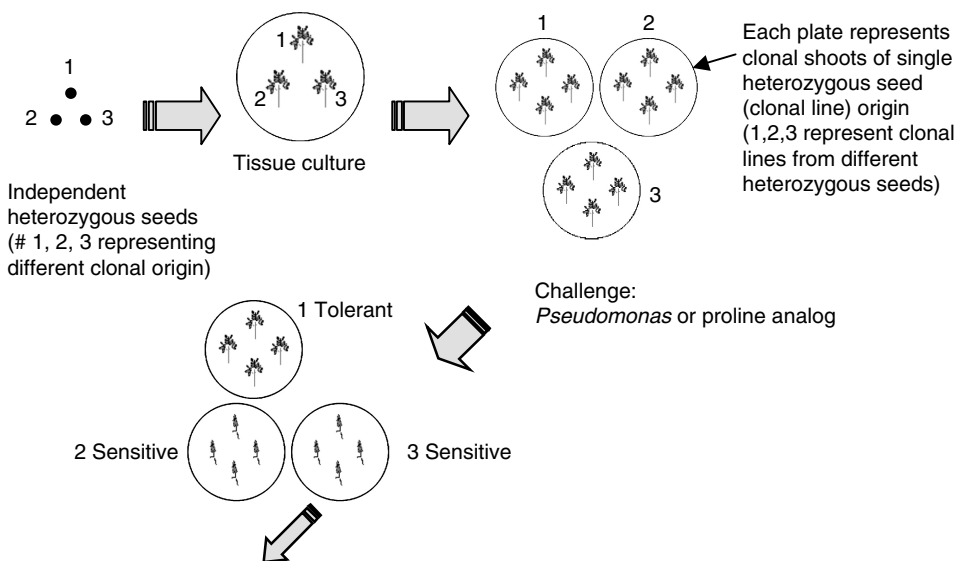 1
2
3
Independent
heterozygous seeds
(# 1, 2, 3 representing
different clonal origin)
1
2
3
Tissue culture
1
2
3
Each plate represents
clonal shoots of single
heterozygous seed
(clonal line) origin
(1,2,3 represent clonal
lines from different
heterozygous seeds)
Challenge:
Pseudomonas or proline analog
1 Tolerant
2 Sensitive
3 Sensitive